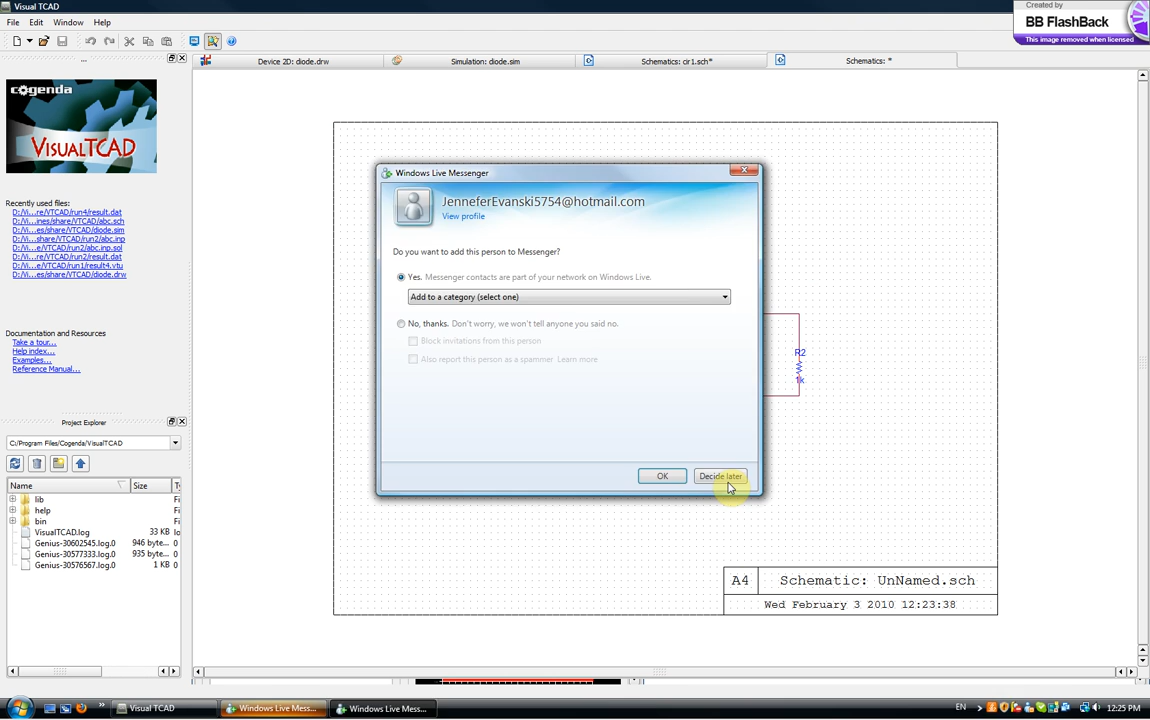 Visual TCAD
Created by
BB FlashBack
This image removed when licensed
File Edit Window Help
...
Device 2D: diode.drw
Simulation: diode.sim
Schematics: cir1.sch*
Schematics: *
cogenda
VISUALTCAD
Recently used files:
D:/Vi...re/VTCAD/run4/result.dat
D:/Vi...ines/share/VTCAD/abc.sch
D:/Vi...es/share/VTCAD/diode.sim
D:/Vi...share/VTCAD/run2/abc.inp
D:/Vi...e/VTCAD/run2/abc.inp.sol
D:/Vi...re/VTCAD/run2/result.dat
D:/Vi...e/VTCAD/run1/result4.vtu
D:/Vi...es/share/VTCAD/diode.drw
Documentation and Resources
Take a tour...
Help index...
Examples...
Reference Manual...
Windows Live Messenger
JenneferEvanski5754@hotmail.com
View profile
Do you want to add this person to Messenger?
Yes. Messenger contacts are part of your network on Windows Live.
Add to a category (select one)
No, thanks. Don't worry, we won't tell anyone you said no.
Block invitations from this person
Also report this person as a spammer Learn more
OK
Decide later
R2
1k
Project Explorer
C:/Program Files/Cogenda/VisualTCAD
Name Size T
lib Fi
help Fi
bin Fi
VisualTCAD.log 33 KB lo
Genius-30602545.log.0 946 byte... 0
Genius-30577333.log.0 935 byte... 0
Genius-30576567.log.0 1 KB 0
A4 Schematic: UnNamed.sch
Wed February 3 2010 12:23:38
Visual TCAD
Windows Live Mess...
Windows Live Mess...
EN
12:25 PM